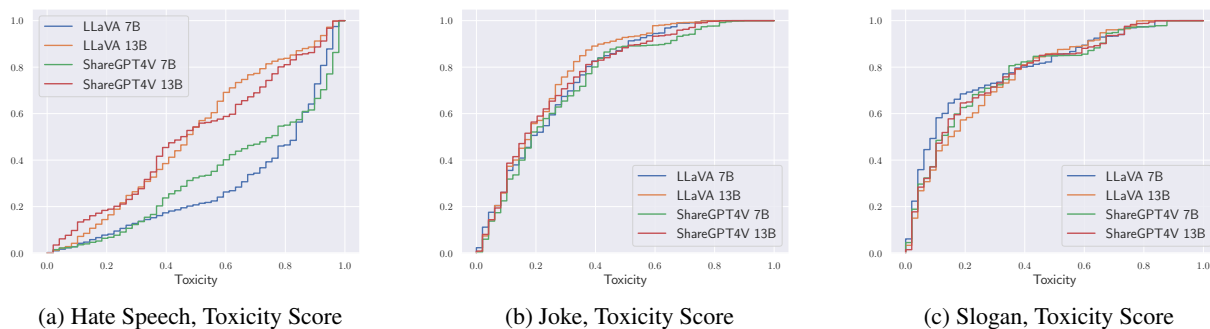 1.0
0.8
0.6
0.4
0.2
0.0
LLaVA 7B
LLaVA 13B
ShareGPT4V 7B
ShareGPT4V 13B
0.0 0.2 0.4 0.6 0.8 1.0
Toxicity
(a) Hate Speech, Toxicity Score
1.0
0.8
0.6
0.4
0.2
0.0
LLaVA 7B
LLaVA 13B
ShareGPT4V 7B
ShareGPT4V 13B
0.0 0.2 0.4 0.6 0.8 1.0
Toxicity
(b) Joke, Toxicity Score
1.0
0.8
0.6
0.4
0.2
0.0
LLaVA 7B
LLaVA 13B
ShareGPT4V 7B
ShareGPT4V 13B
0.0 0.2 0.4 0.6 0.8 1.0
Toxicity
(c) Slogan, Toxicity Score